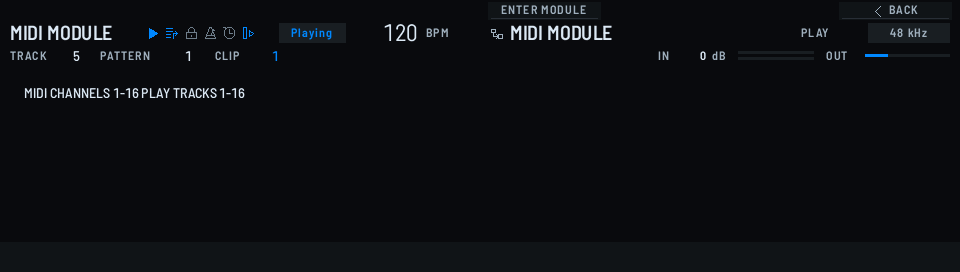 ENTER MODULE BACK
MIDI MODULE Playing 120 BPM MIDI MODULE PLAY 48 kHz
TRACK 5 PATTERN 1 CLIP 1 IN 0 dB OUT
MIDI CHANNELS 1-16 PLAY TRACKS 1-16